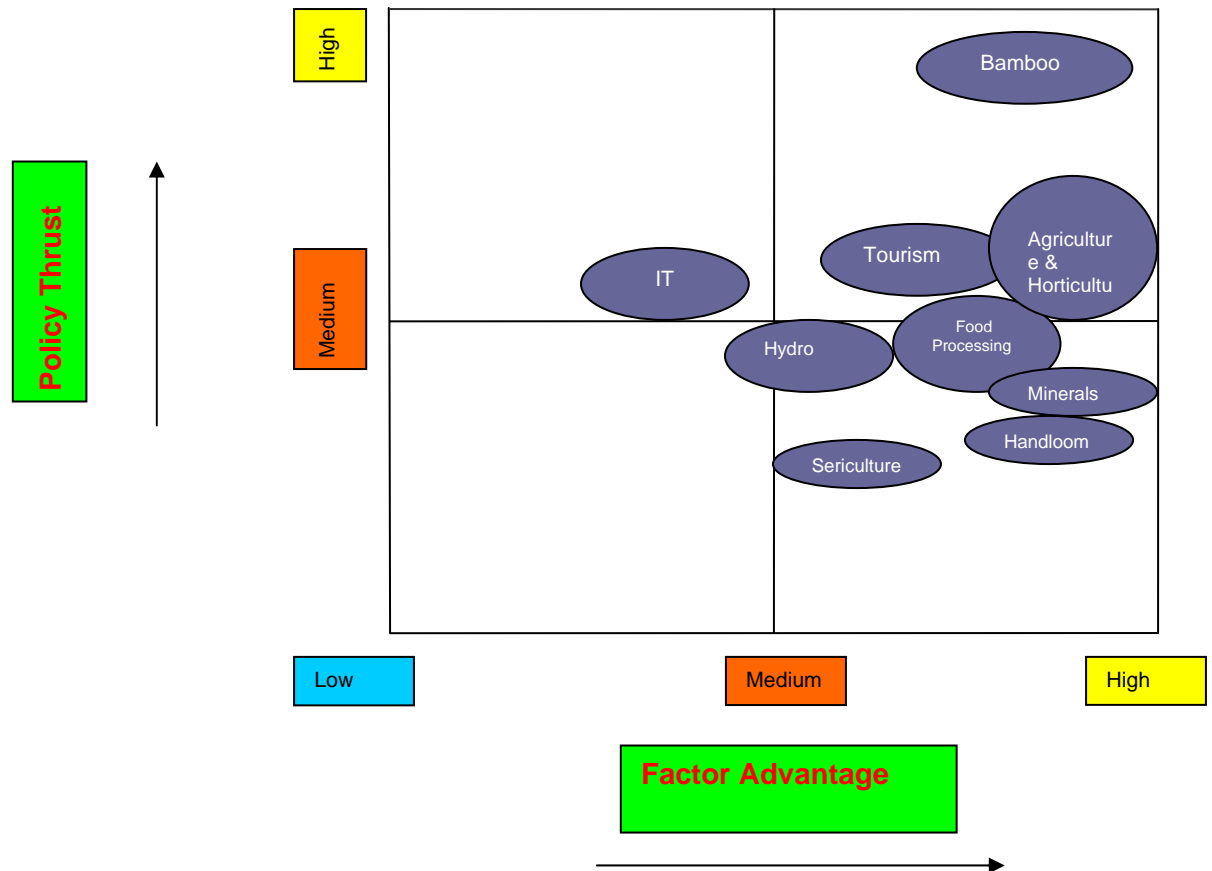 High
Bamboo
Policy Thrust
Medium
IT
Tourism
Agricultur
e &
Horticultu
Hydro
Food
Processing
Minerals
Handloom
Sericulture
Low
Medium
High
Factor Advantage